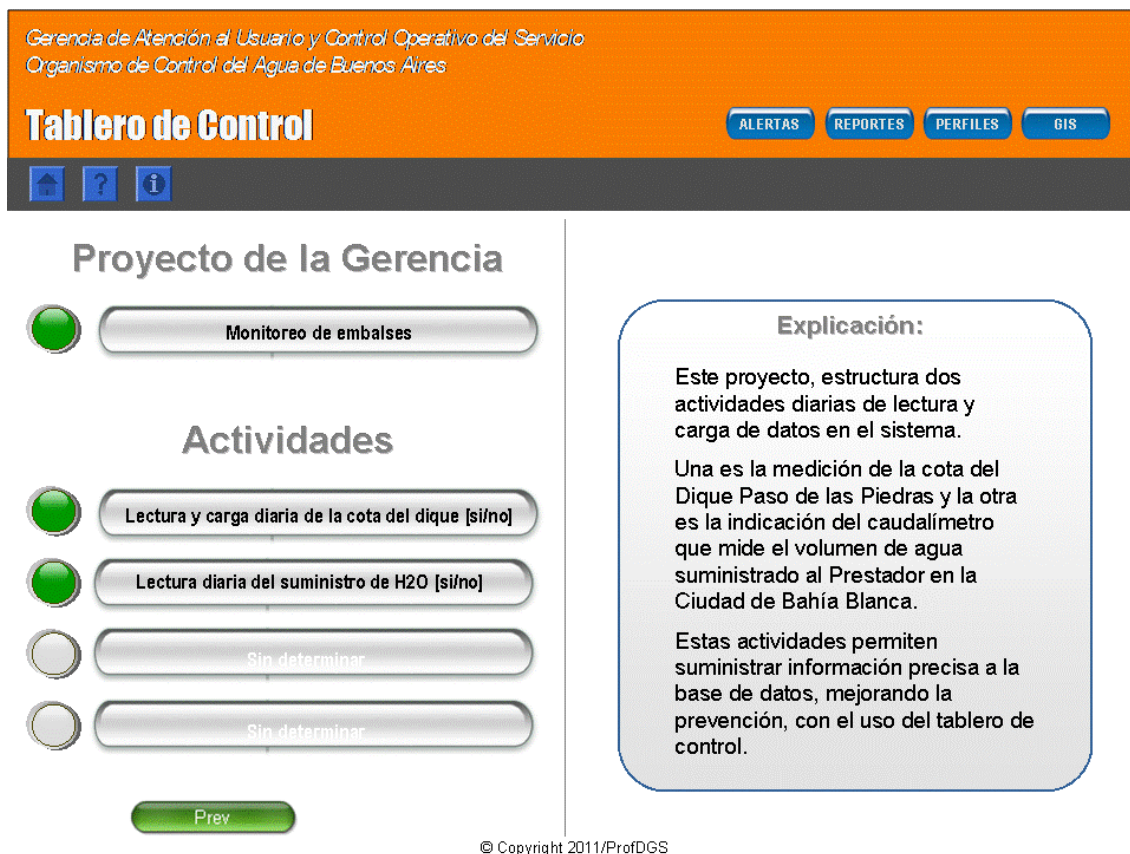 Gerencia de Atención al Usuario y Control Operativo del Servicio
Organismo de Control del Agua de Buenos Aires
Tablero de Control
ALERTAS REPORTES PERFILES GIS
?
i
Proyecto de la Gerencia
Monitoreo de embalses
Actividades
Lectura y carga diaria de la cota del dique [si/no]
Lectura diaria del suministro de H2O [si/no]
Sin determinar
Sin determinar
Prev
Explicación:
Este proyecto, estructura dos
actividades diarias de lectura y
carga de datos en el sistema.
Una es la medición de la cota del
Dique Paso de las Piedras y la otra
es la indicación del caudalímetro
que mide el volumen de agua
suministrado al Prestador en la
Ciudad de Bahía Blanca.
Estas actividades permiten
suministrar información precisa a la
base de datos, mejorando la
prevención, con el uso del tablero de
control.
© Copyright 2011/ProfDGS